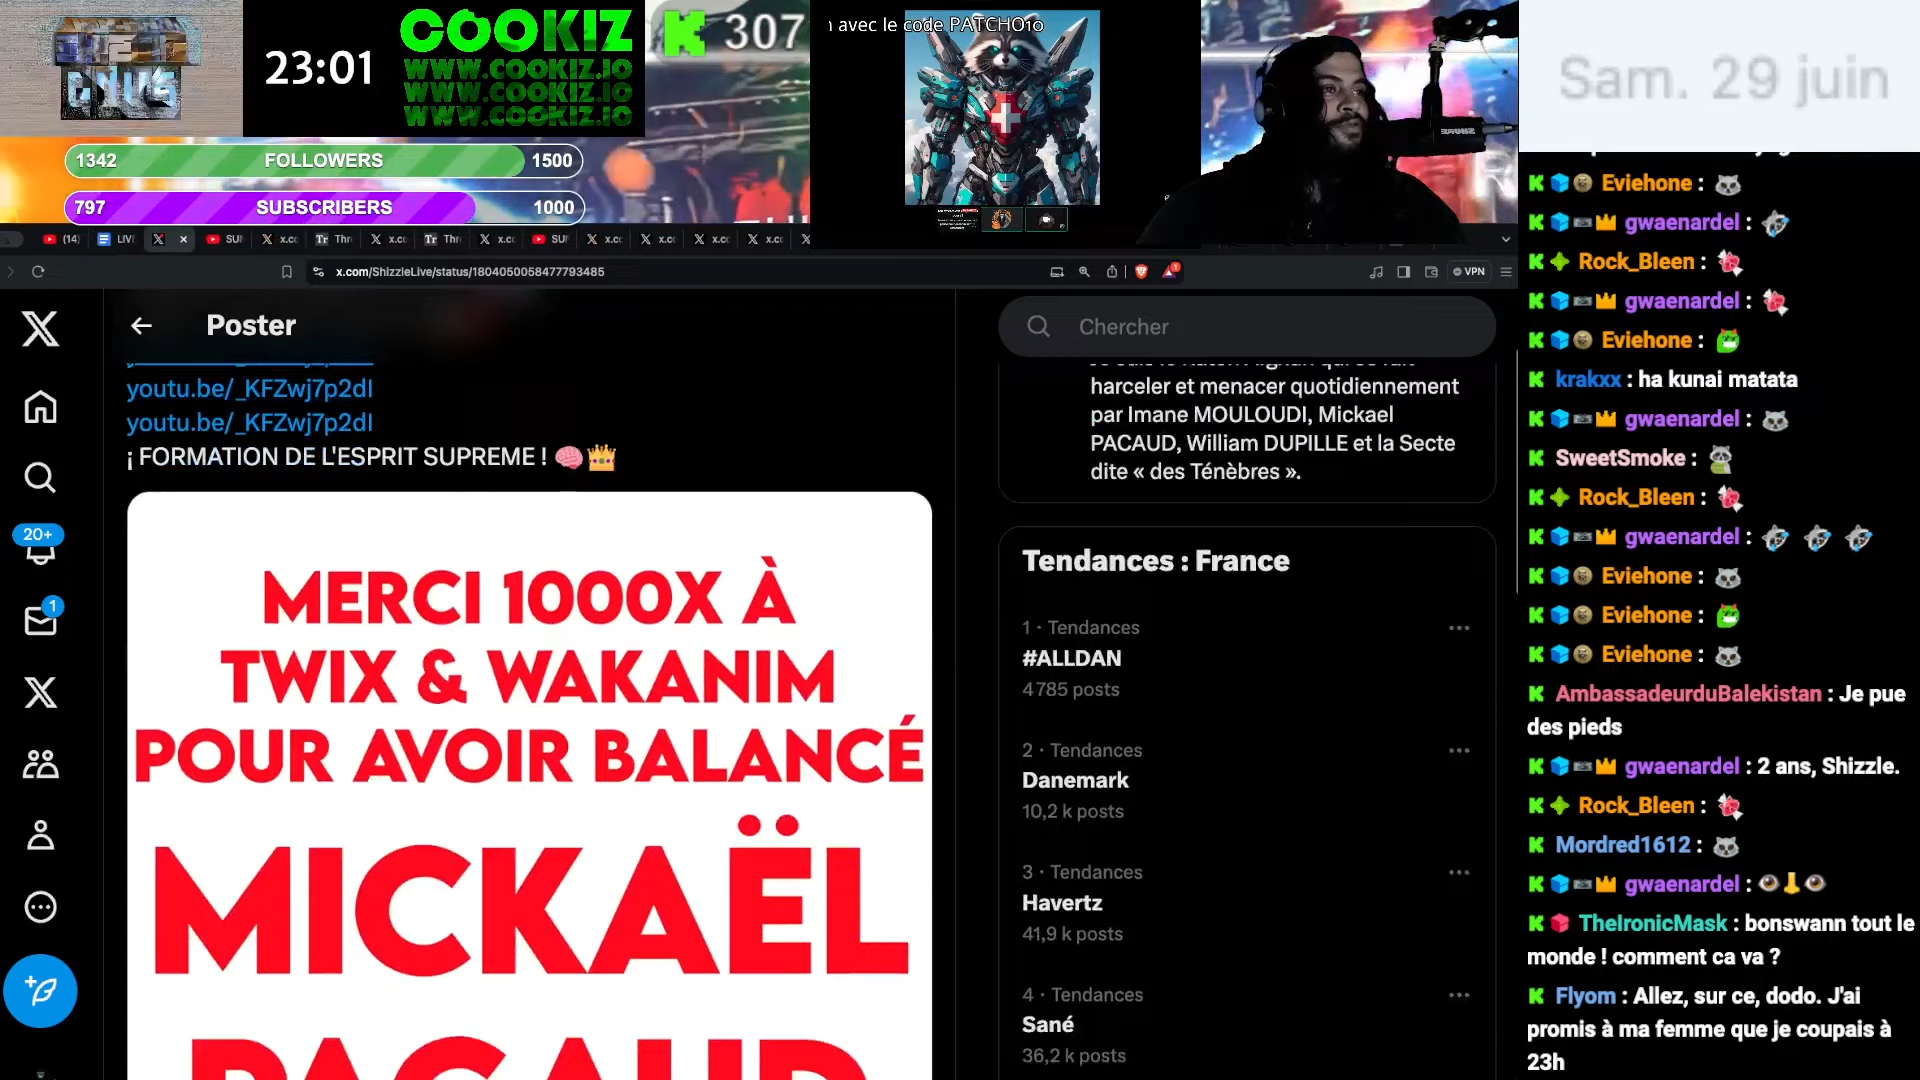 23:01
COOKIZ
WWW.COOKIZ.IO
WWW.COOKIZ.IO
WWW.COOKIZ.IO
307
avec le code PATCHO10
Sam. 29 juin
1342 FOLLOWERS 1500
797 SUBSCRIBERS 1000
(14)
LIVE
x.com/ShizzleLive/status/1804050058477793485
VPN
Poster
youtu.be/_KFZwj7p2dI
youtu.be/_KFZwj7p2dI
¡ FORMATION DE L'ESPRIT SUPREME ! 🧠👑
MERCI 1000X À
TWIX & WAKANIM
POUR AVOIR BALANCÉ
MICKAËL
PACAUD
20+
1
Chercher
harceler et menacer quotidiennement
par Imane MOULOUDI, Mickael
PACAUD, William DUPILLE et la Secte
dite « des Ténèbres ».
Tendances : France
1 · Tendances
#ALLDAN
4 785 posts
2 · Tendances
Danemark
10,2 k posts
3 · Tendances
Havertz
41,9 k posts
4 · Tendances
Sané
36,2 k posts
Eviehone :
gwaenardel :
Rock_Bleen :
gwaenardel :
Eviehone :
krakxx : ha kunai matata
gwaenardel :
SweetSmoke :
Rock_Bleen :
gwaenardel :
Eviehone :
Eviehone :
Eviehone :
AmbassadeurduBalekistan : Je pue
des pieds
gwaenardel : 2 ans, Shizzle.
Rock_Bleen :
Mordred1612 :
gwaenardel : 👁👃👁
TheIronicMask : bonswann tout le
monde ! comment ca va ?
Flyom : Allez, sur ce, dodo. J'ai
promis à ma femme que je coupais à
23h